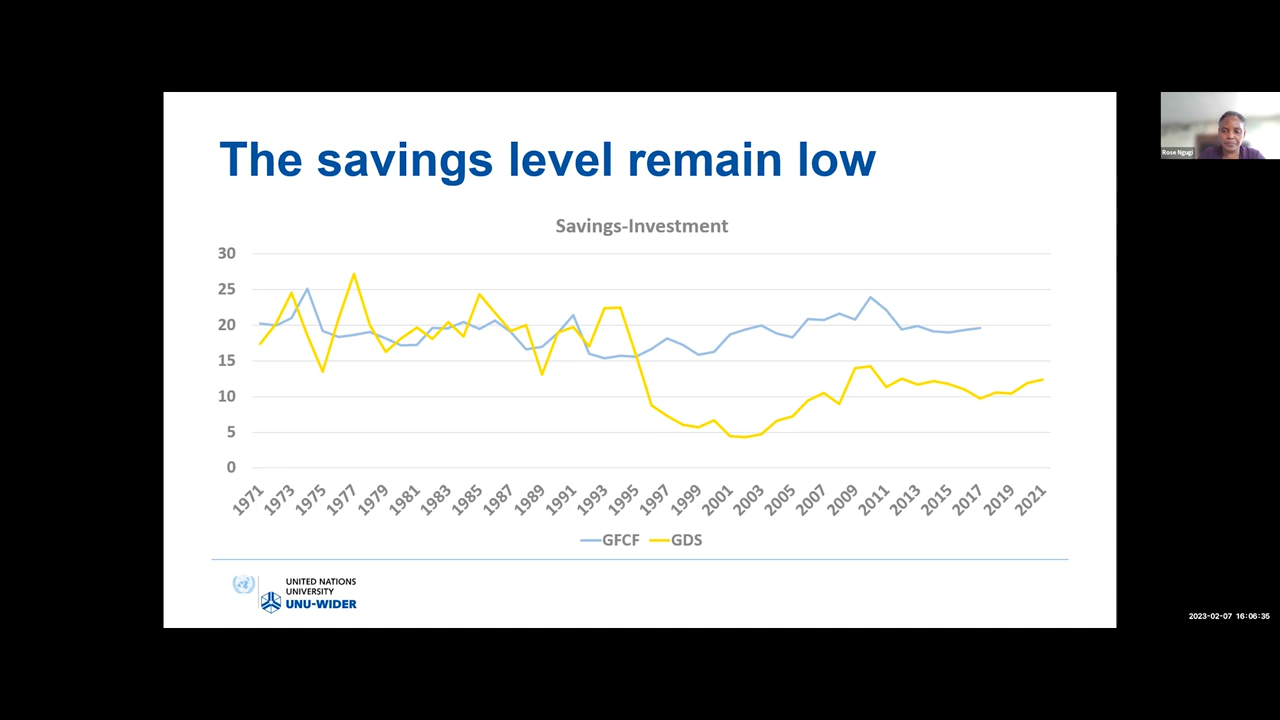 The savings level remain low
Rose Ngugi
Savings-Investment
30
25
20
15
10
5
0
1971 1973 1975 1977 1979 1981 1983 1985 1987 1989 1991 1993 1995 1997 1999 2001 2003 2005 2007 2009 2011 2013 2015 2017 2019 2021
GFCF GDS
UNITED NATIONS
UNIVERSITY
UNU-WIDER
2023-02-07 16:06:35